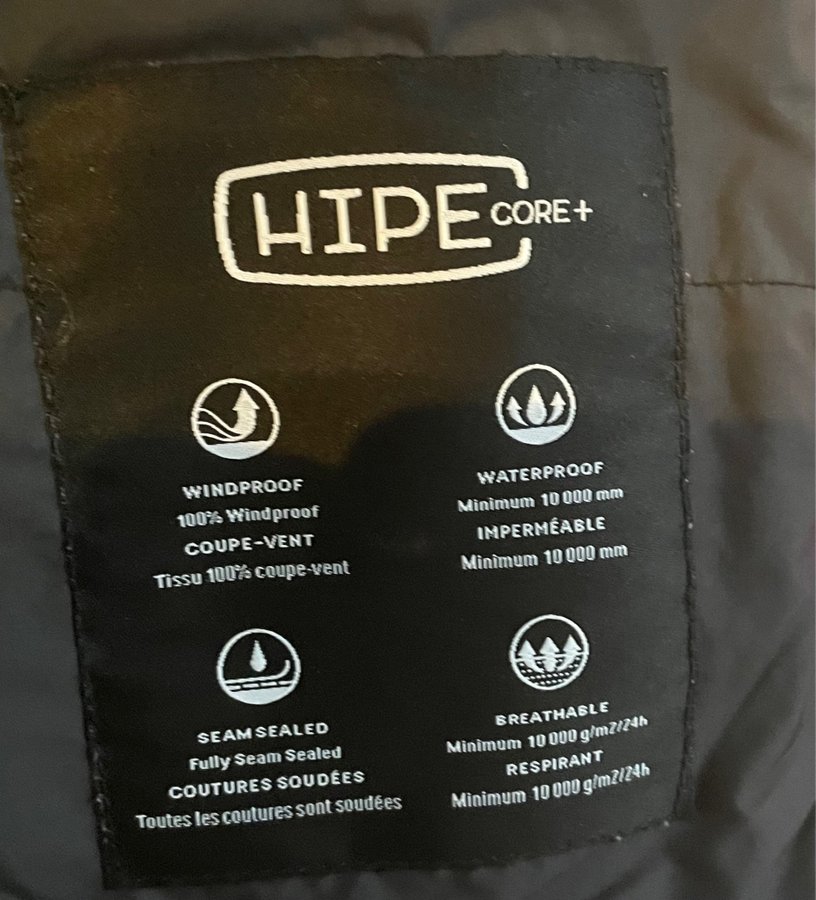 HIPE CORE+
WINDPROOF
100% Windproof
COUPE-VENT
Tissu 100% coupe-vent
WATERPROOF
Minimum 10 000 mm
IMPERMÉABLE
Minimum 10 000 mm
SEAM SEALED
Fully Seam Sealed
COUTURES SOUDÉES
Toutes les coutures sont soudées
BREATHABLE
Minimum 10 000 g/m2/24h
RESPIRANT
Minimum 10 000 g/m2/24h